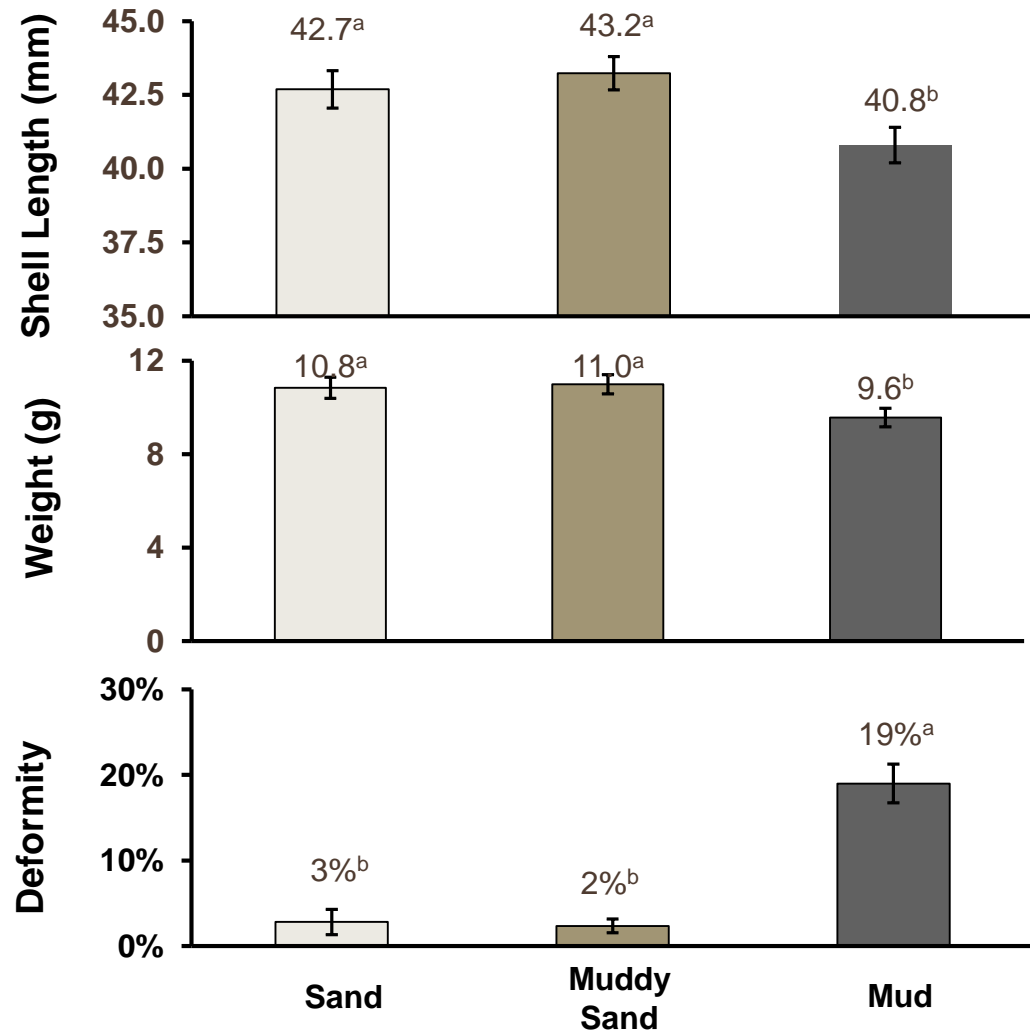 Shell Length (mm)
45.0
42.5
40.0
37.5
35.0
42.7ᵃ
43.2ᵃ
40.8ᵇ
Weight (g)
12
8
4
0
10.8ᵃ
11.0ᵃ
9.6ᵇ
Deformity
30%
20%
10%
0%
3%ᵇ
2%ᵇ
19%ᵃ
Sand
Muddy
Sand
Mud